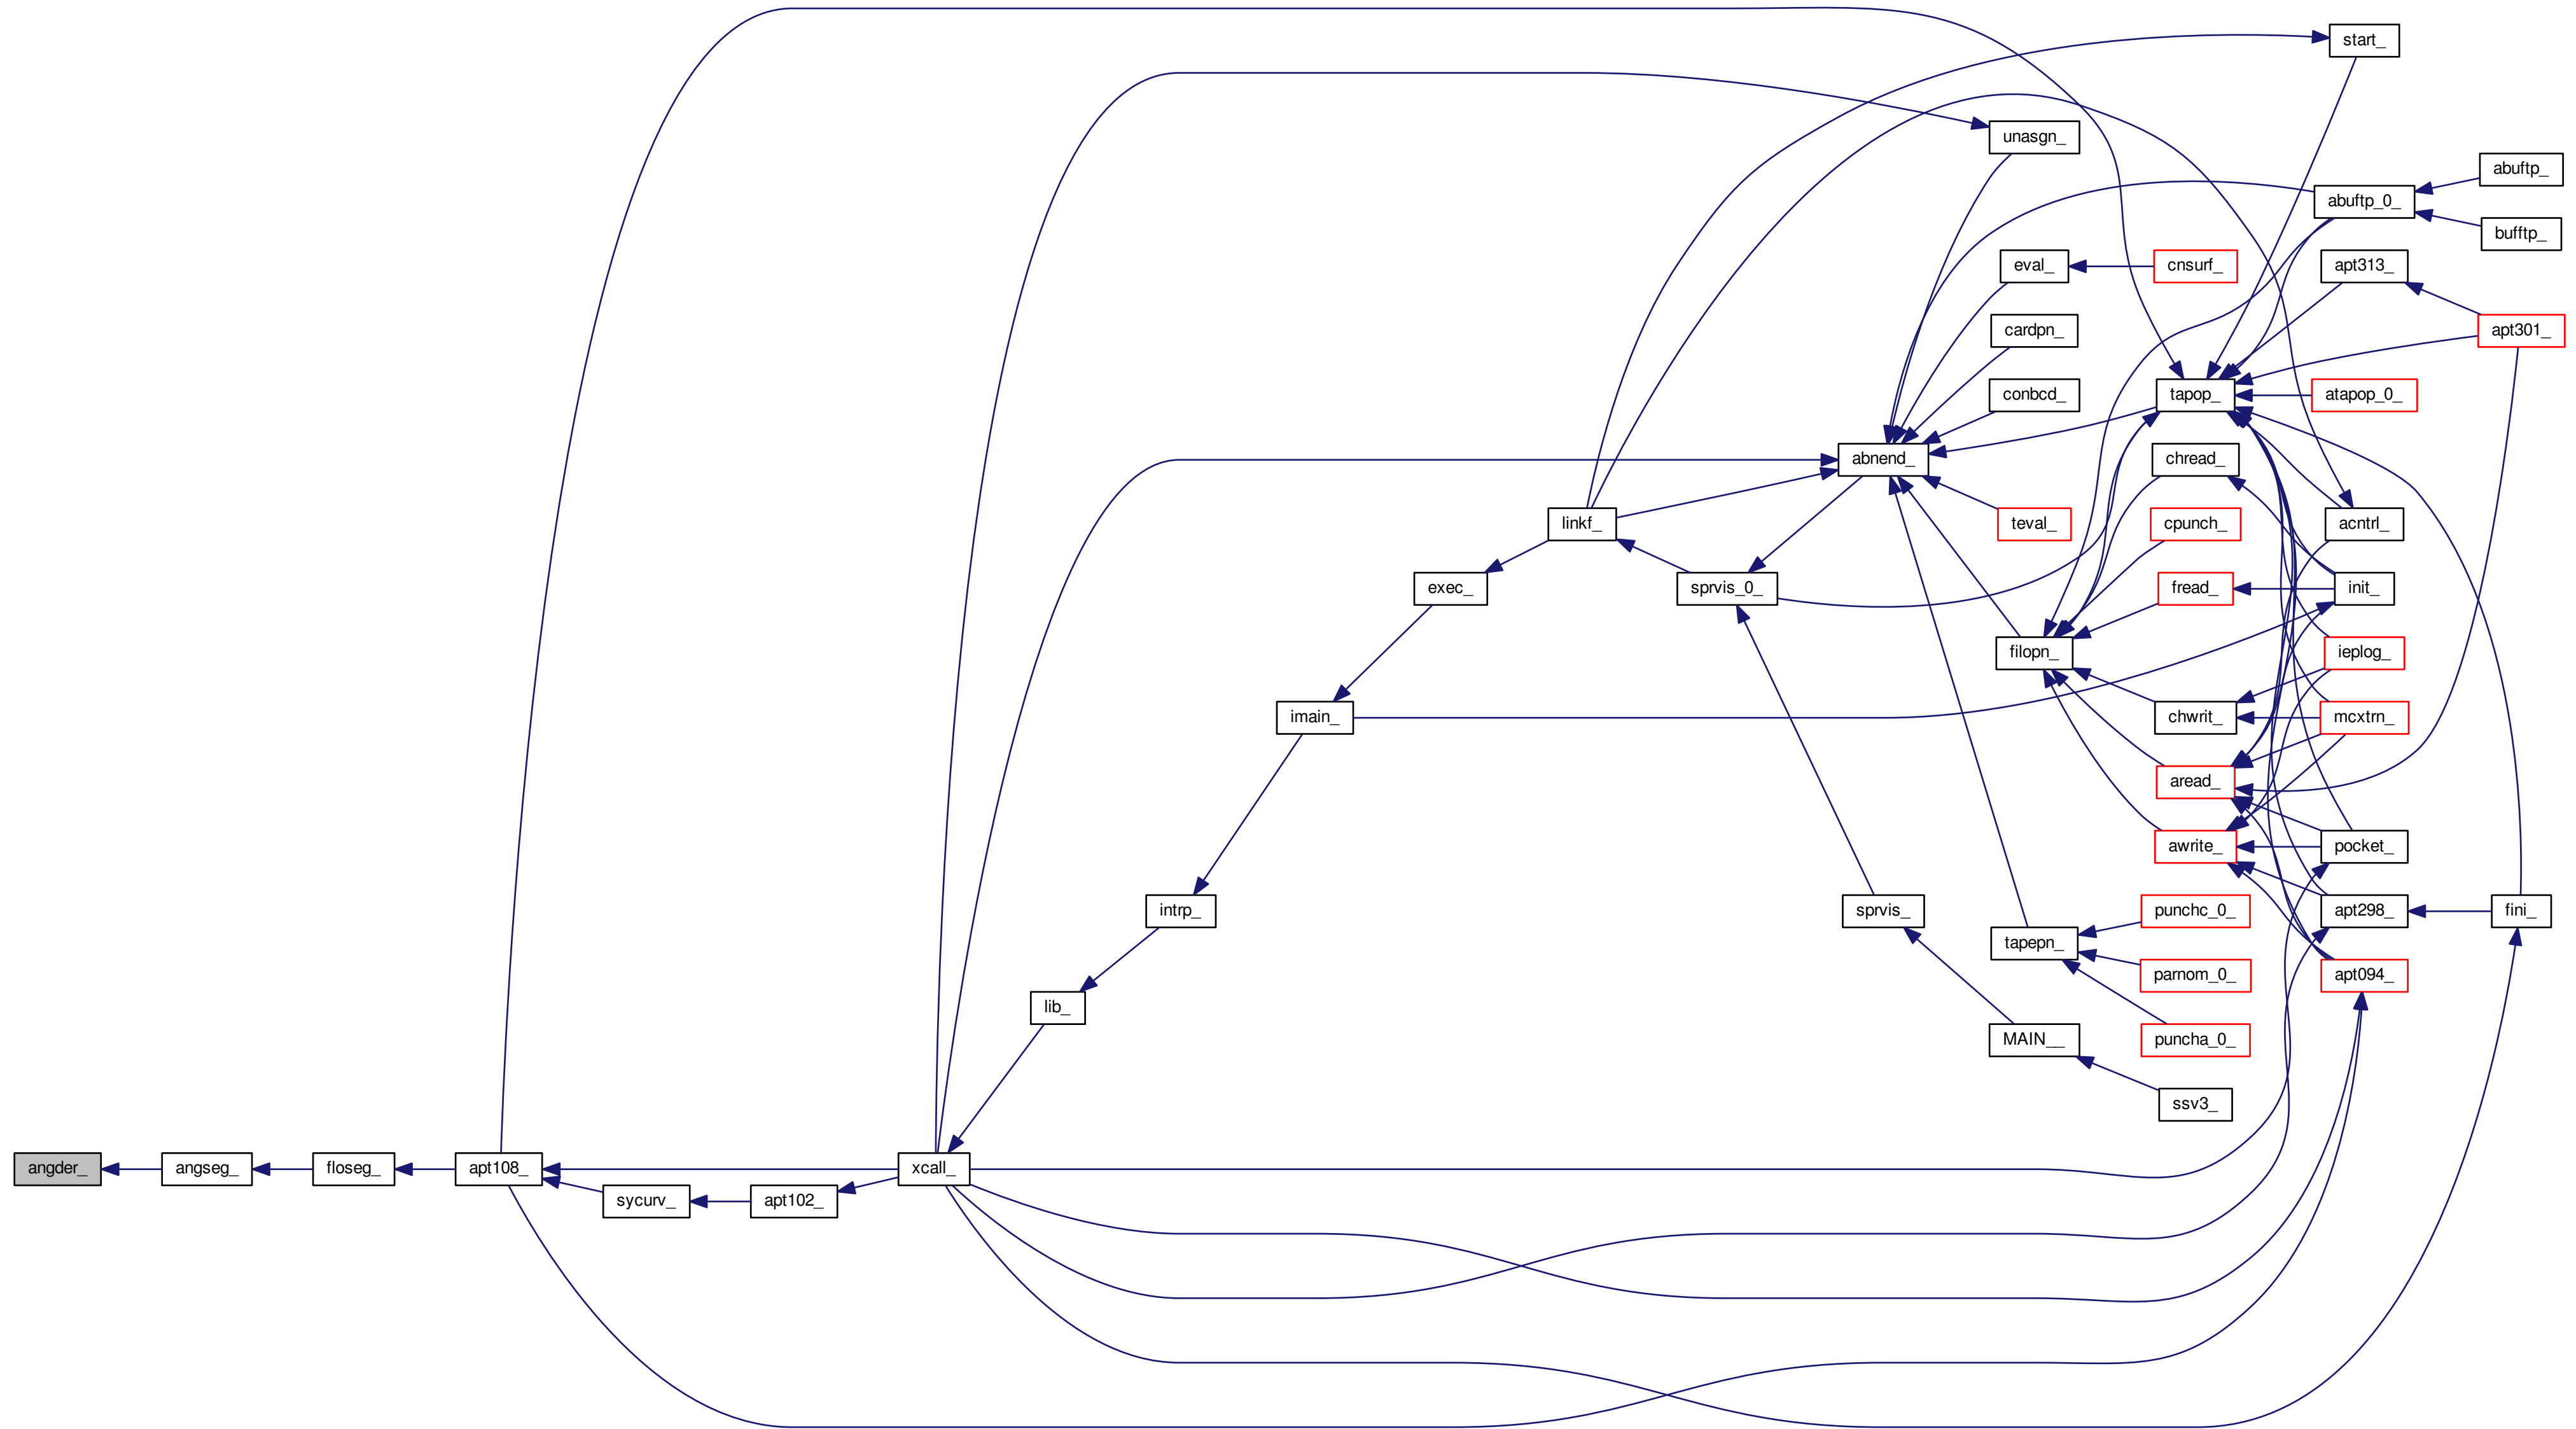 start_
unasgn_
abuftp_
abuftp_0_
bufftp_
eval_
cnsurf_
apt313_
cardpn_
apt301_
conbcd_
tapop_
atapop_0_
abnend_
chread_
linkf_
teval_
cpunch_
acntrl_
exec_
sprvis_0_
fread_
init_
filopn_
ieplog_
imain_
chwrit_
mcxtrn_
aread_
awrite_
pocket_
intrp_
sprvis_
punchc_0_
apt298_
fini_
tapepn_
parnom_0_
apt094_
lib_
MAIN__
puncha_0_
ssv3_
angder_
angseg_
floseg_
apt108_
xcall_
sycurv_
apt102_